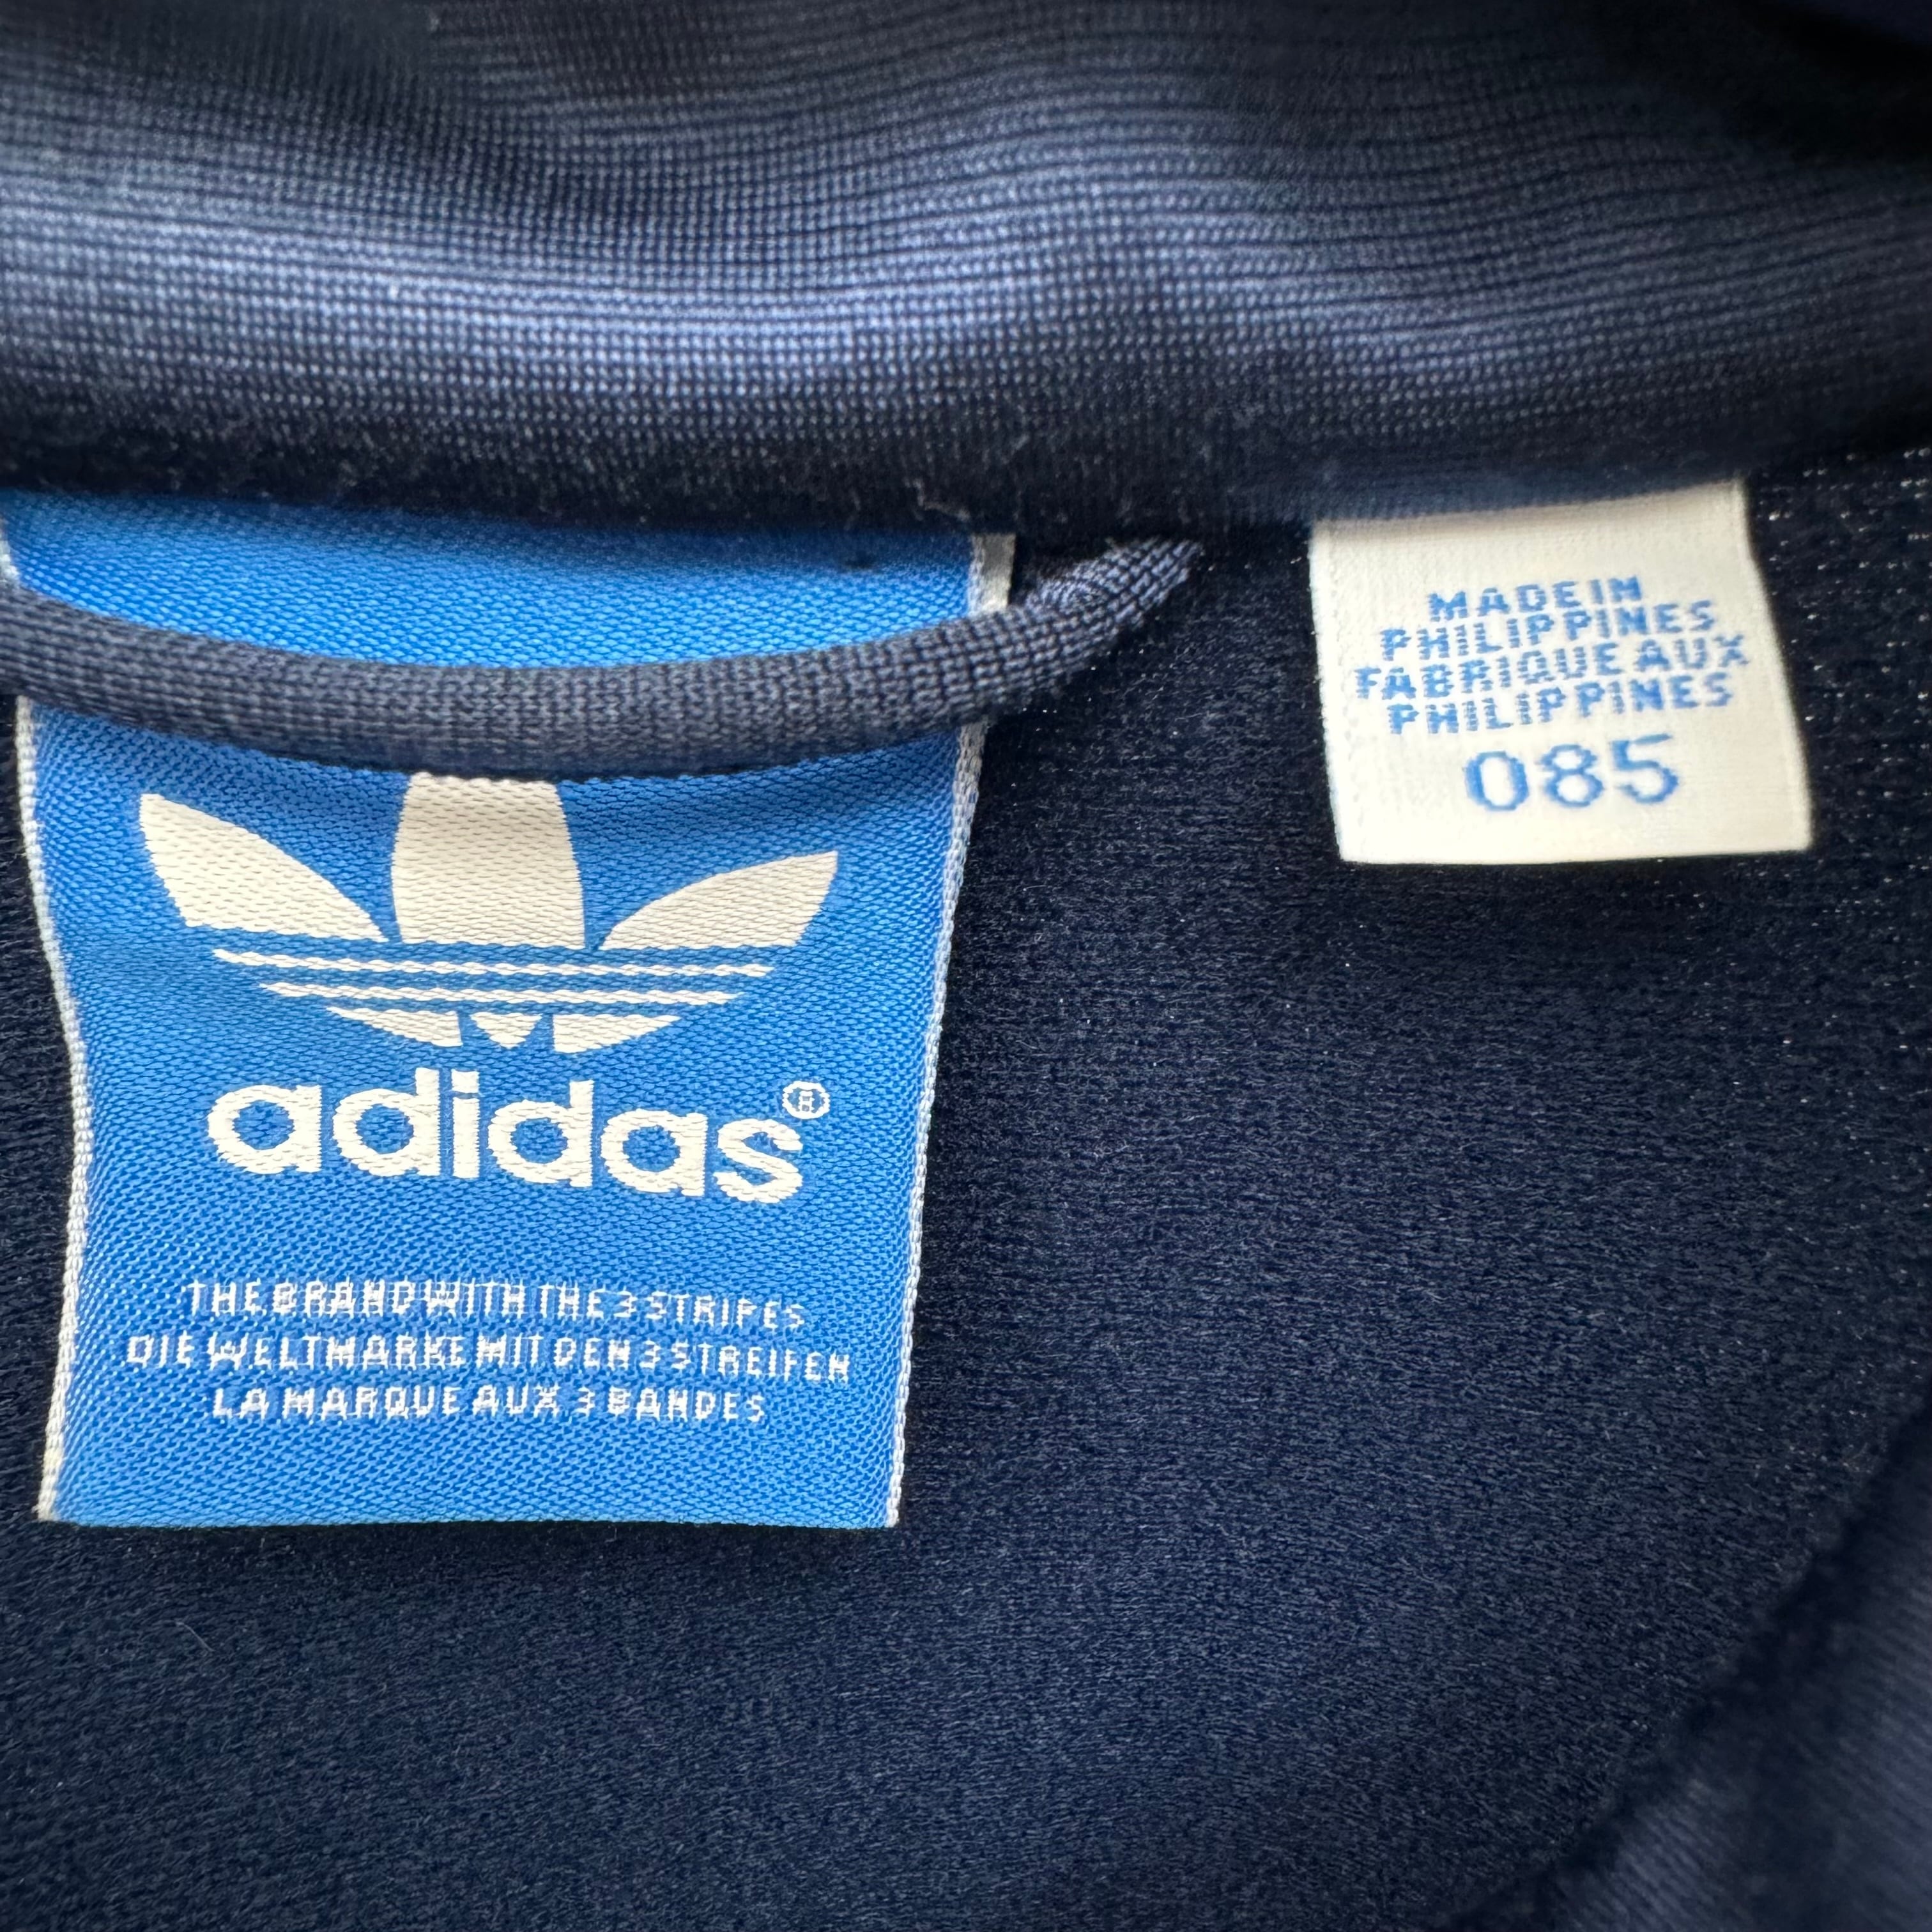 adidas®
THE BRAND WITH THE 3 STRIPES
DIE WELTMARKE MIT DEN 3 STREIFEN
LA MARQUE AUX 3 BANDES
MADE IN
PHILIPPINES
FABRIQUE AUX
PHILIPPINES
085